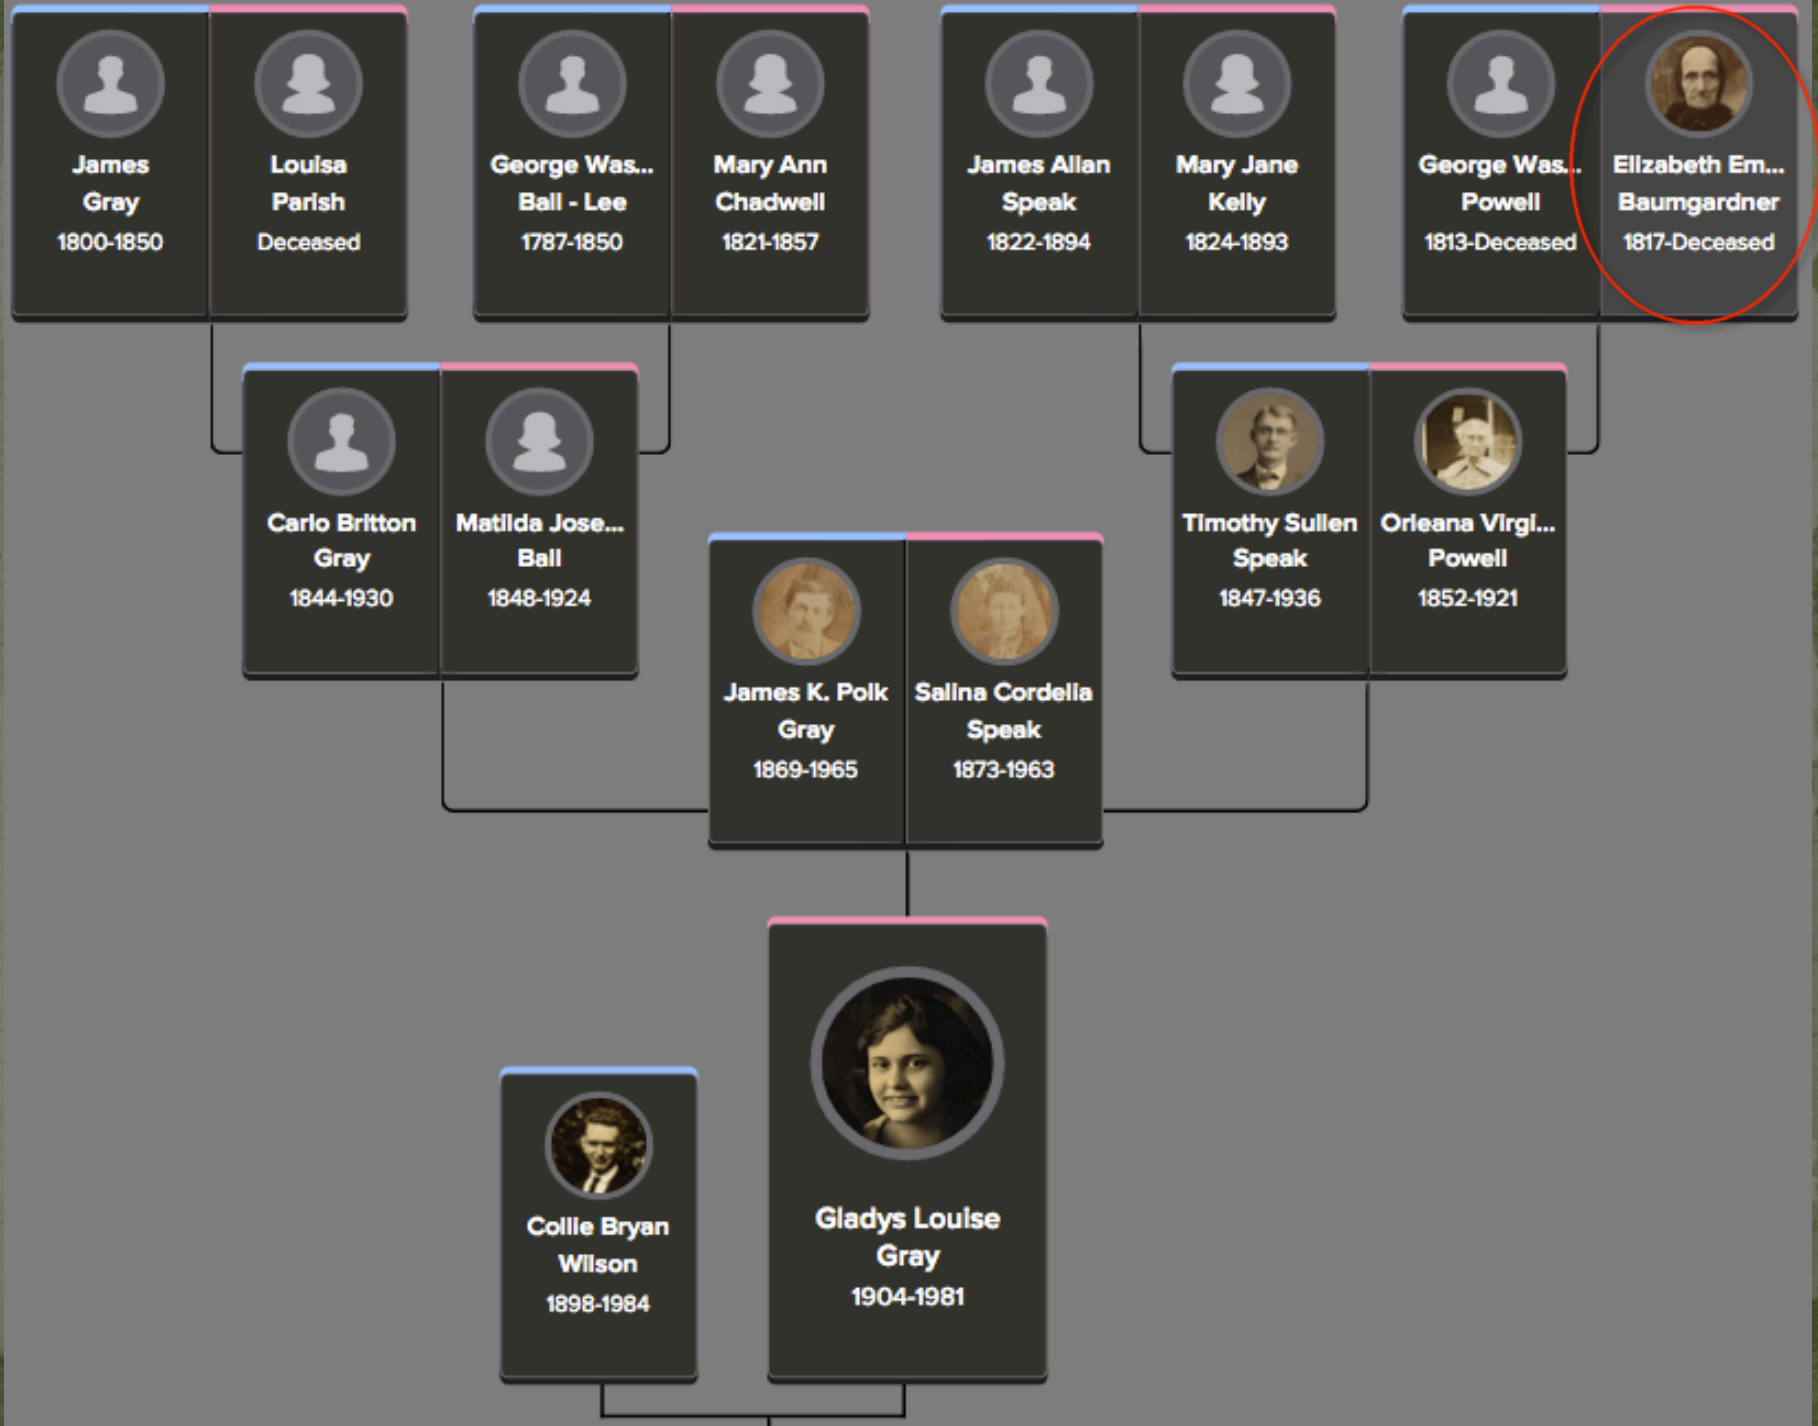 James
Gray
1800-1850
Louisa
Parish
Deceased
George Was...
Ball - Lee
1787-1850
Mary Ann
Chadwell
1821-1857
James Allan
Speak
1822-1894
Mary Jane
Kelly
1824-1893
George Was...
Powell
1813-Deceased
Elizabeth Em...
Baumgardner
1817-Deceased
Carlo Britton
Gray
1844-1930
Matilda Jose...
Ball
1848-1924
Timothy Sullen
Speak
1847-1936
Orleana Virgi...
Powell
1852-1921
James K. Polk
Gray
1869-1965
Salina Cordelia
Speak
1873-1963
Collie Bryan
Wilson
1898-1984
Gladys Louise
Gray
1904-1981